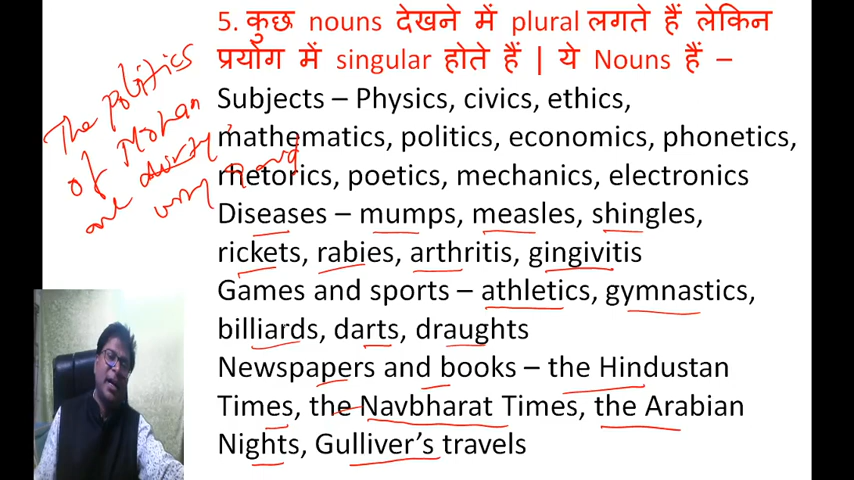 5. कुछ nouns देखने में plural लगते हैं लेकिन
प्रयोग में singular होते हैं | ये Nouns हैं –
Subjects – Physics, civics, ethics,
mathematics, politics, economics, phonetics,
rhetorics, poetics, mechanics, electronics
Diseases – mumps, measles, shingles,
rickets, rabies, arthritis, gingivitis
Games and sports – athletics, gymnastics,
billiards, darts, draughts
Newspapers and books – the Hindustan
Times, the Navbharat Times, the Arabian
Nights, Gulliver's travels
The politics
of Mohan
are